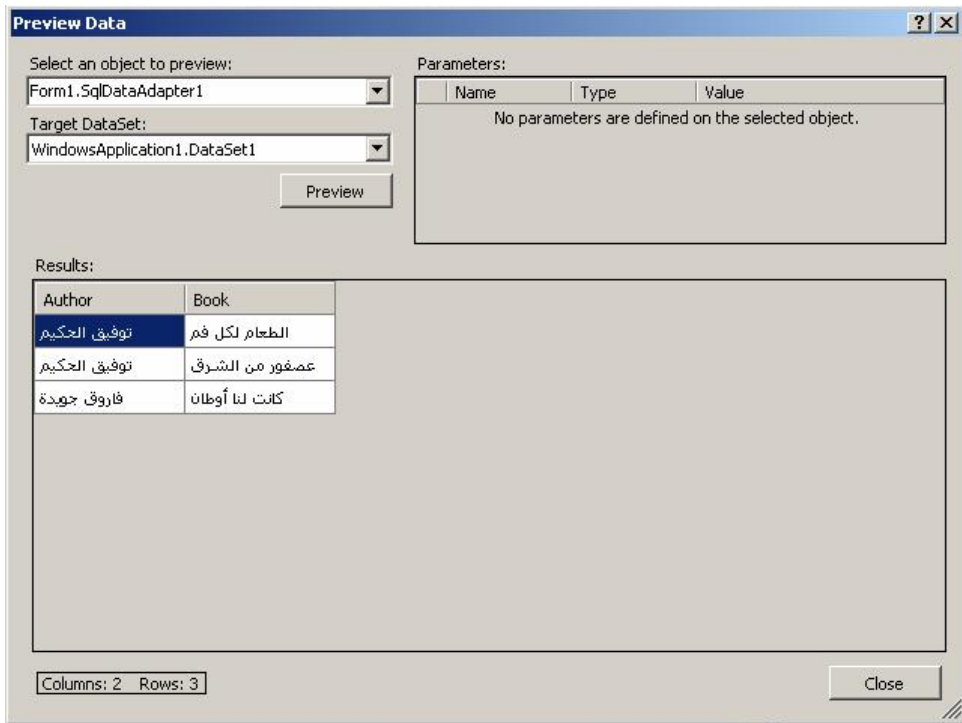 Preview Data
Select an object to preview:
Form1.SqlDataAdapter1
Target DataSet:
WindowsApplication1.DataSet1
Preview
Parameters:
Name Type Value
No parameters are defined on the selected object.
Results:
Author Book
توفيق الحكيم الطعام لكل فم
توفيق الحكيم عصفور من الشرق
فاروق جويدة كانت لنا أوطان
Columns: 2 Rows: 3
Close